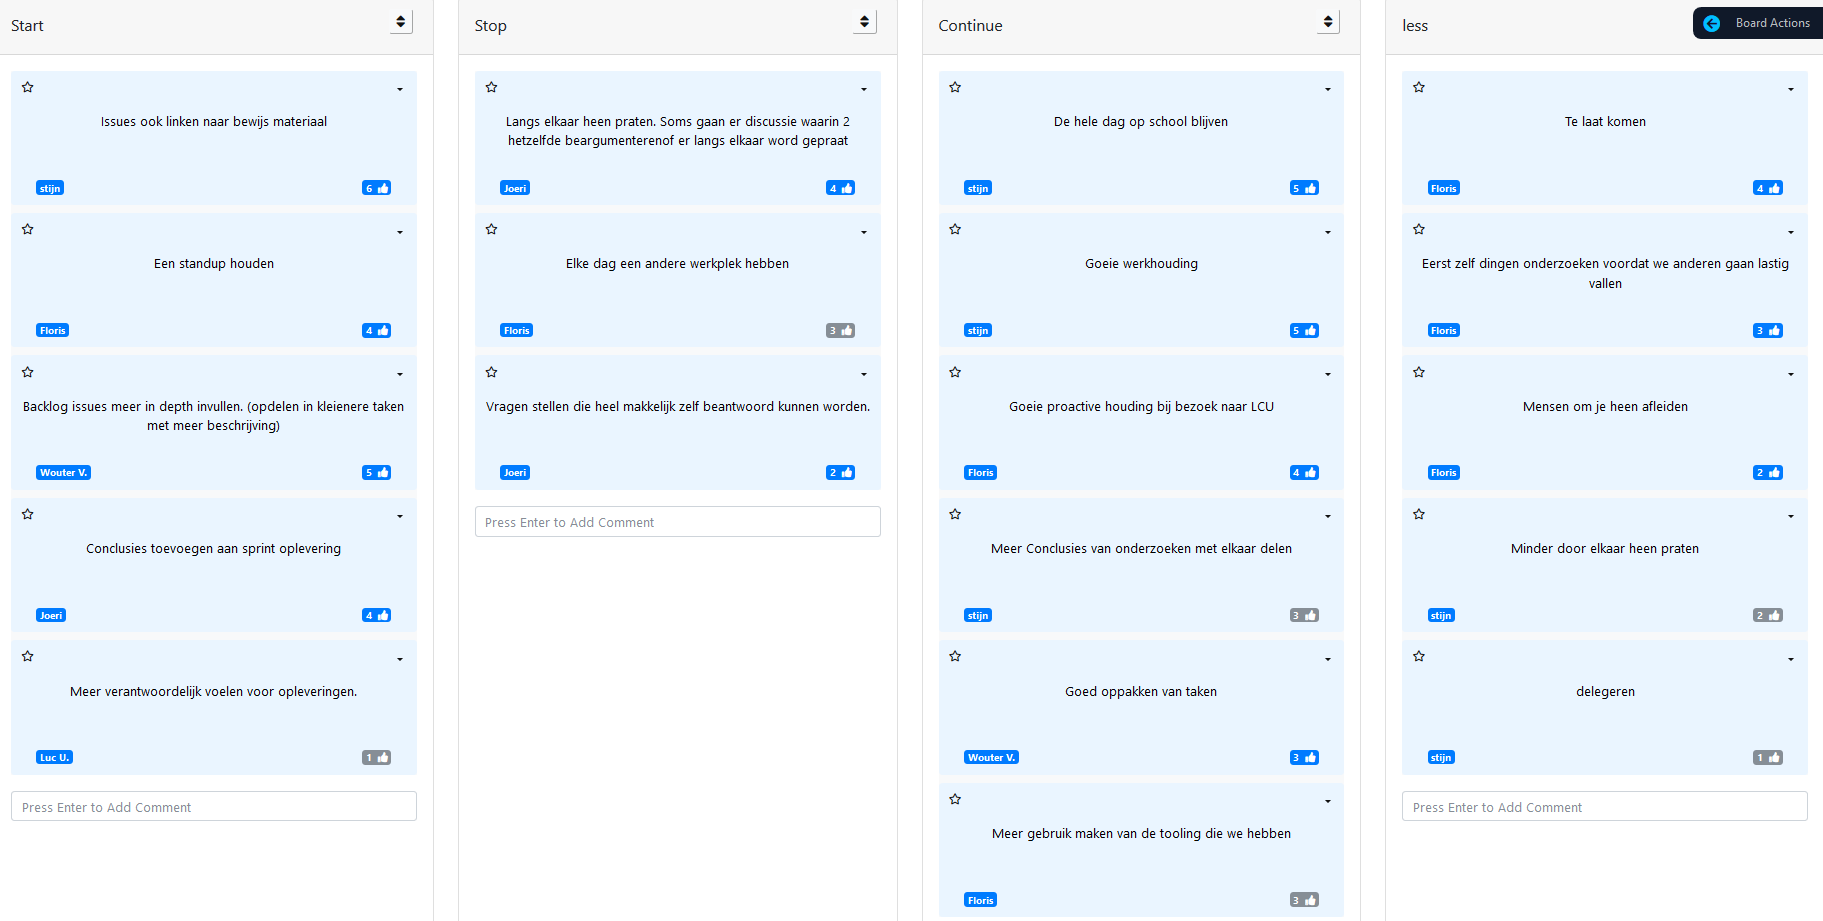 Start
Issues ook linken naar bewijs materiaal
stijn
6
Een standup houden
Floris
4
Backlog issues meer in depth invullen. (opdelen in kleienere taken
met meer beschrijving)
Wouter V.
5
Conclusies toevoegen aan sprint oplevering
Joeri
4
Meer verantwoordelijk voelen voor opleveringen.
Luc U.
1
Press Enter to Add Comment
Stop
Langs elkaar heen praten. Soms gaan er discussie waarin 2
hetzelfde beargumenterenof er langs elkaar word gepraat
Joeri
4
Elke dag een andere werkplek hebben
Floris
3
Vragen stellen die heel makkelijk zelf beantwoord kunnen worden.
Joeri
2
Press Enter to Add Comment
Continue
De hele dag op school blijven
stijn
5
Goeie werkhouding
stijn
5
Goeie proactive houding bij bezoek naar LCU
Floris
4
Meer Conclusies van onderzoeken met elkaar delen
stijn
3
Goed oppakken van taken
Wouter V.
3
Meer gebruik maken van de tooling die we hebben
Floris
3
less
Board Actions
Te laat komen
Floris
4
Eerst zelf dingen onderzoeken voordat we anderen gaan lastig
vallen
Floris
3
Mensen om je heen afleiden
Floris
2
Minder door elkaar heen praten
stijn
2
delegeren
stijn
1
Press Enter to Add Comment